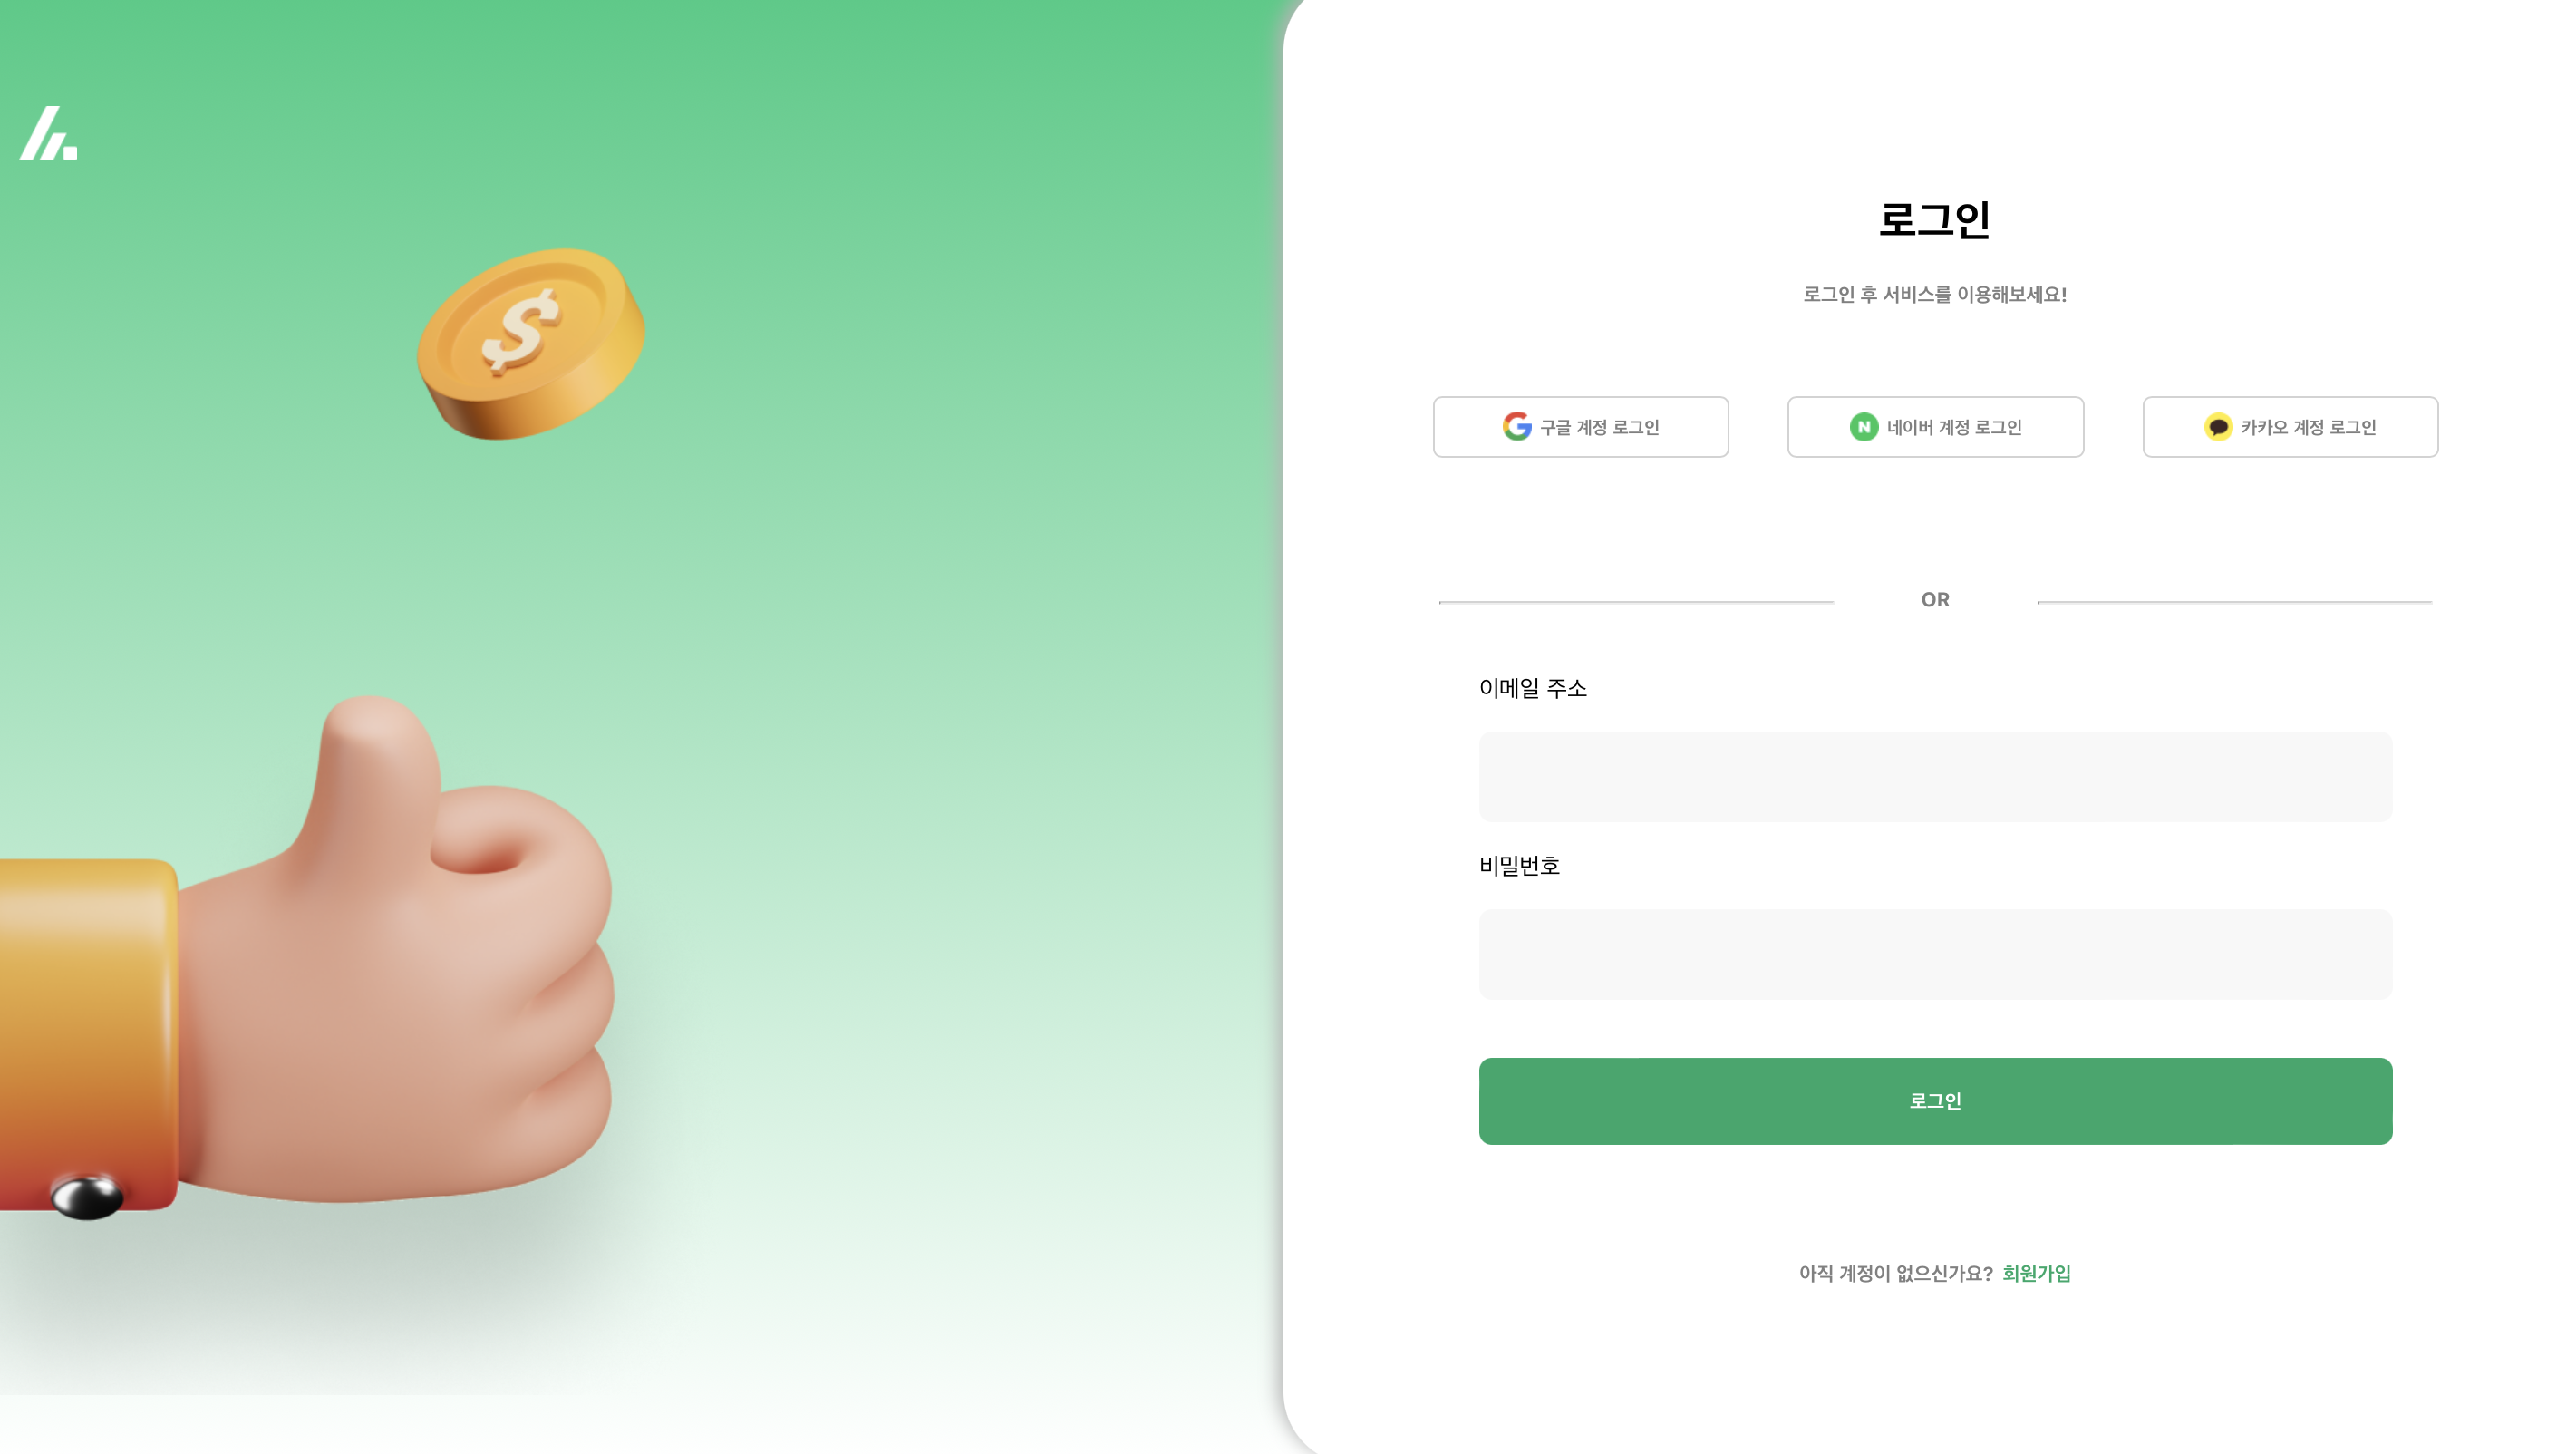 $
로그인
로그인 후 서비스를 이용해보세요!
구글 계정 로그인
N 네이버 계정 로그인
카카오 계정 로그인
OR
이메일 주소
비밀번호
로그인
아직 계정이 없으신가요? 회원가입